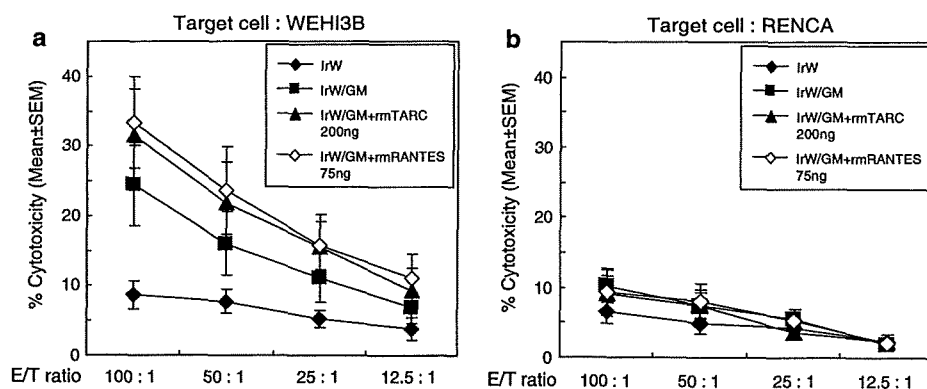 Target cell : WEHI3B
a
% Cytotoxicity (Mean±SEM)
40
30
20
10
0
IrW
IrW/GM
IrW/GM+rmTARC
200ng
IrW/GM+rmRANTES
75ng
E/T ratio 100 : 1 50 : 1 25 : 1 12.5 : 1
Target cell : RENCA
b
% Cytotoxicity (Mean±SEM)
40
30
20
10
0
IrW
IrW/GM
IrW/GM+rmTARC
200ng
IrW/GM+rmRANTES
75ng
E/T ratio 100 : 1 50 : 1 25 : 1 12.5 : 1